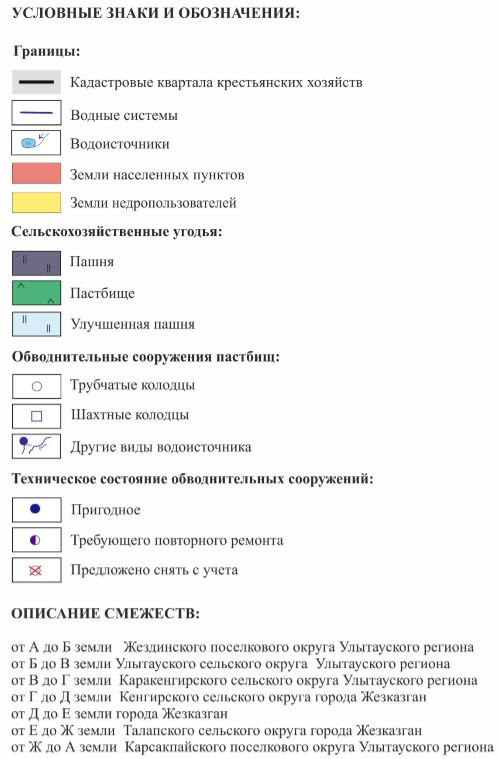 УСЛОВНЫЕ ЗНАКИ И ОБОЗНАЧЕНИЯ:
Границы:
Кадастровые квартала крестьянских хозяйств
Водные системы
Водоисточники
Земли населенных пунктов
Земли недропользователей
Сельскохозяйственные угодья:
Пашня
Пастбище
Улучшенная пашня
Обводнительные сооружения пастбищ:
Трубчатые колодцы
Шахтные колодцы
Другие виды водоисточника
Техническое состояние обводнительных сооружений:
Пригодное
Требующего повторного ремонта
Предложено снять с учета
ОПИСАНИЕ СМЕЖЕСТВ:
от А до Б земли Жездинского поселкового округа Улытауского региона
от Б до В земли Улытауского сельского округа Улытауского региона
от В до Г земли Каракенгирского сельского округа Улытауского региона
от Г до Д земли Кенгирского сельского округа города Жезказган
от Д до Е земли города Жезказган
от Е до Ж земли Талапского сельского округа города Жезказган
от Ж до А земли Карсакпайского поселкового округа Улытауского региона